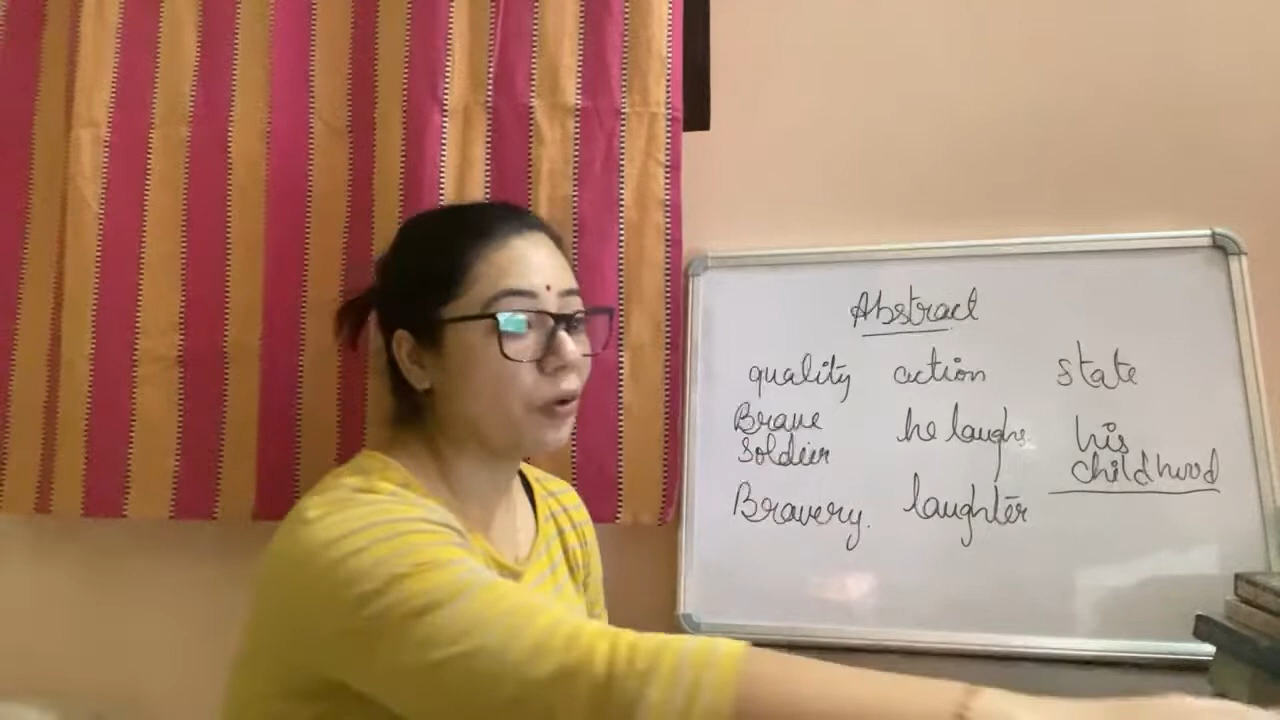 Abstract
quality action state
Brave he laughs his
Soldier childhood
Bravery. laughter